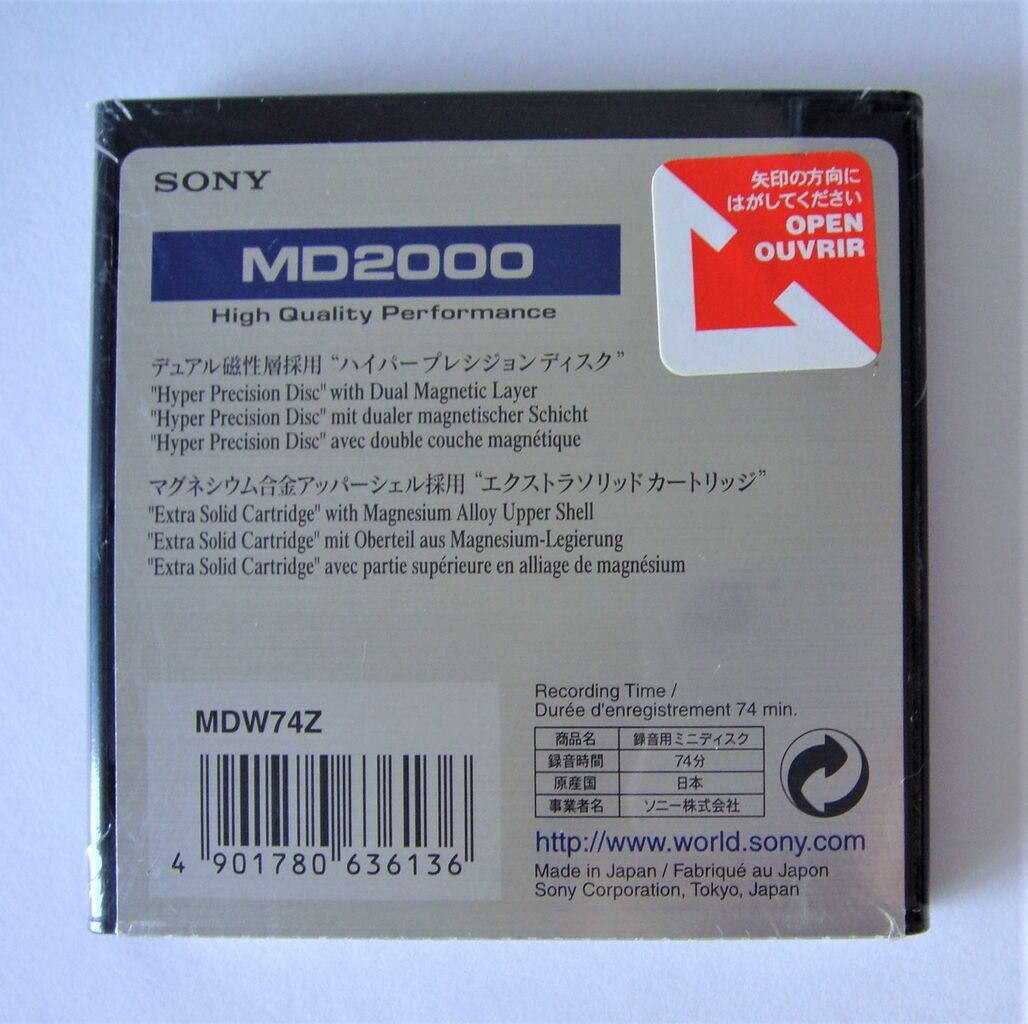 SONY
矢印の方向に
はがしてください
OPEN
OUVRIR
MD2000
High Quality Performance
デュアル磁性層採用 “ハイパープレシジョンディスク”
"Hyper Precision Disc" with Dual Magnetic Layer
"Hyper Precision Disc" mit dualer magnetischer Schicht
"Hyper Precision Disc" avec double couche magnétique
マグネシウム合金アッパーシェル採用 “エクストラソリッドカートリッジ”
"Extra Solid Cartridge" with Magnesium Alloy Upper Shell
"Extra Solid Cartridge" mit Oberteil aus Magnesium-Legierung
"Extra Solid Cartridge" avec partie supérieure en alliage de magnésium
MDW74Z
4 901780 636136
Recording Time /
Durée d'enregistrement 74 min.
商品名 録音用ミニディスク
録音時間 74分
原産国 日本
事業者名 ソニー株式会社
http://www.world.sony.com
Made in Japan / Fabriqué au Japon
Sony Corporation, Tokyo, Japan